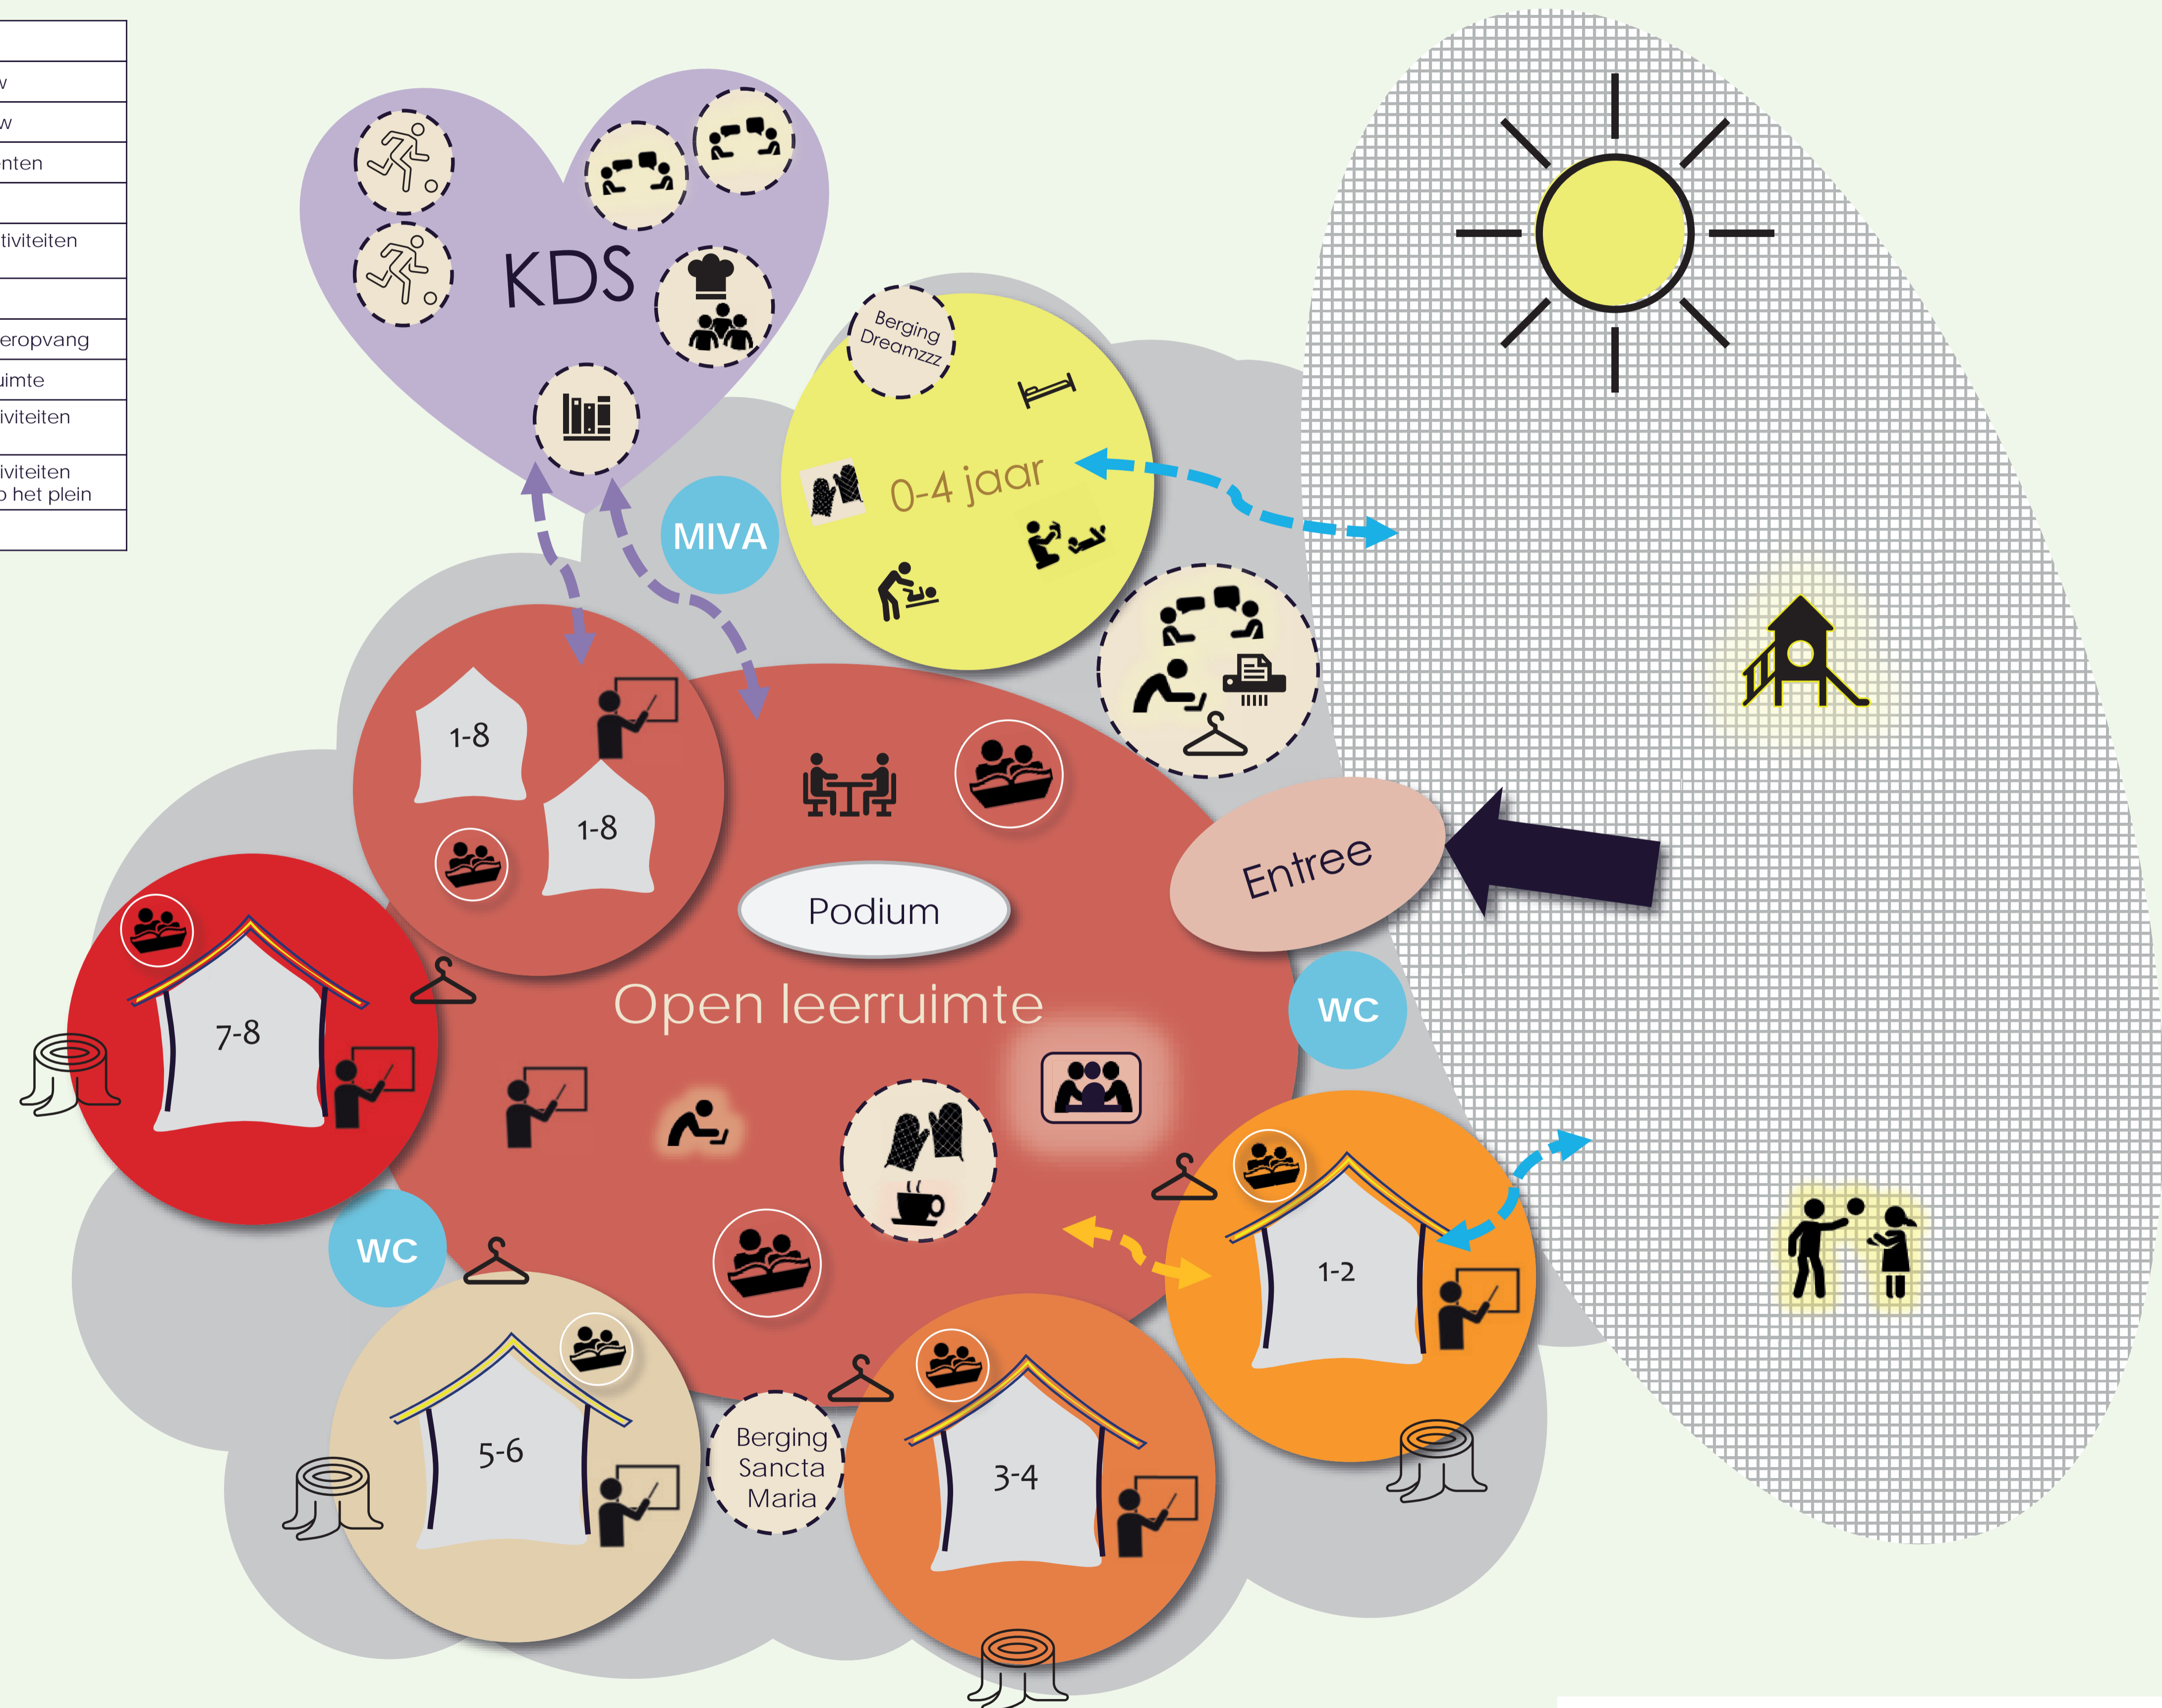 KDS
Berging
Dreamzzz
0-4 jaar
MIVA
1-8
1-8
Podium
Entree
Open leerruimte
WC
7-8
WC
1-2
5-6
Berging
Sancta
Maria
3-4
nten
tiviteiten
eropvang
uimte
iviteiten
iviteiten
o het plein